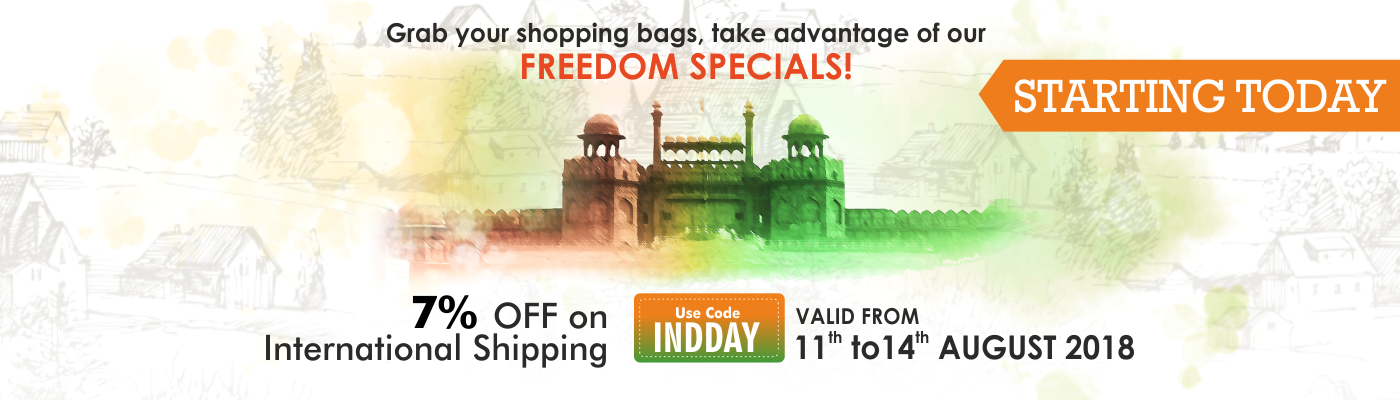 Grab your shopping bags, take advantage of our
FREEDOM SPECIALS!
STARTING TODAY
7% OFF on
International Shipping
Use Code
INDDAY
VALID FROM
11th to14th AUGUST 2018